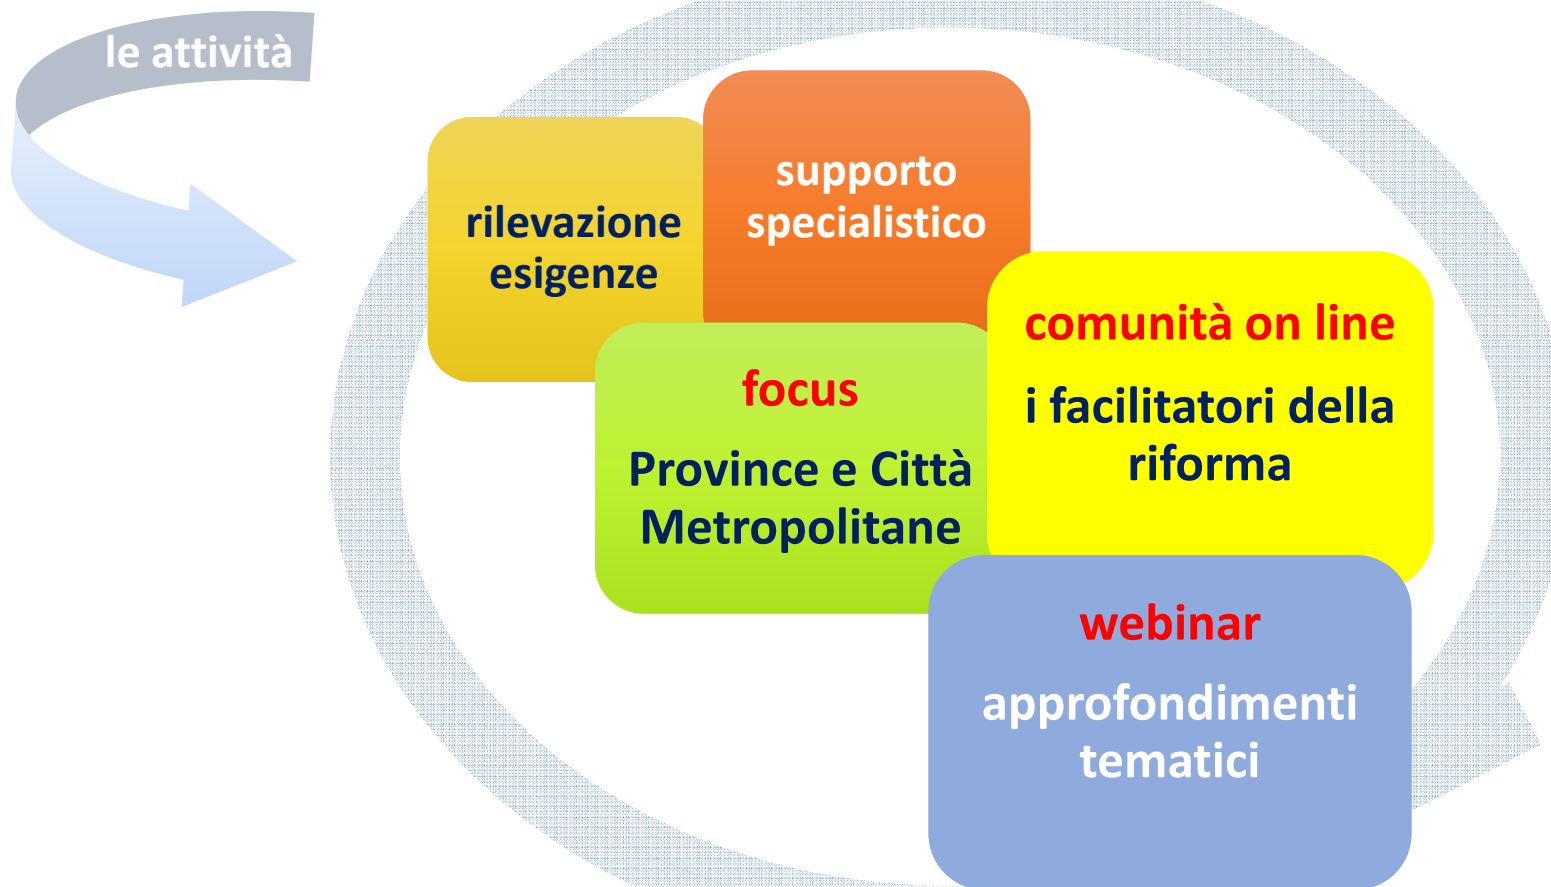 le attività
rilevazione
esigenze
supporto
specialistico
focus
Province e Città
Metropolitane
comunità on line
i facilitatori della
riforma
webinar
approfondimenti
tematici